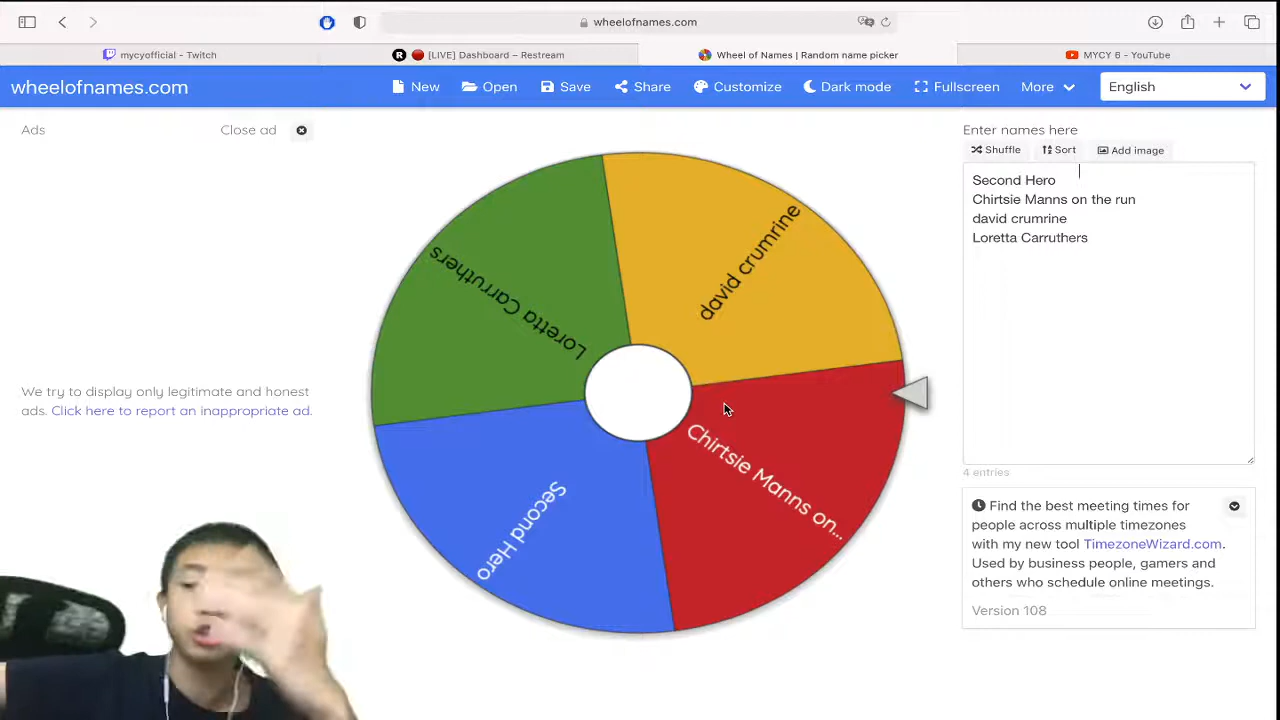 wheelofnames.com
mycyofficial - Twitch
R
[LIVE] Dashboard – Restream
Wheel of Names | Random name picker
MYCY 6 - YouTube
wheelofnames.com
New
Open
Save
Share
Customize
Dark mode
Fullscreen
More
English
Ads
Close ad
We try to display only legitimate and honest
ads. Click here to report an inappropriate ad.
Loretta Carruthers
david crumrine
Second Hero
Chirtsie Manns on...
Enter names here
Shuffle
Sort
Add image
Second Hero
Chirtsie Manns on the run
david crumrine
Loretta Carruthers
4 entries
Find the best meeting times for
people across multiple timezones
with my new tool TimezoneWizard.com.
Used by business people, gamers and
others who schedule online meetings.
Version 108